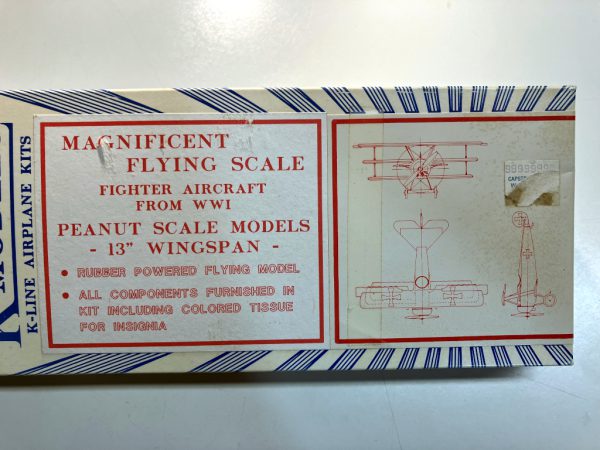 K-LINE AIRPLANE KITS
MAGNIFICENT
FLYING SCALE
FIGHTER AIRCRAFT
FROM WWI
PEANUT SCALE MODELS
- 13" WINGSPAN -
• RUBBER POWERED FLYING MODEL
• ALL COMPONENTS FURNISHED IN
KIT INCLUDING COLORED TISSUE
FOR INSIGNIA